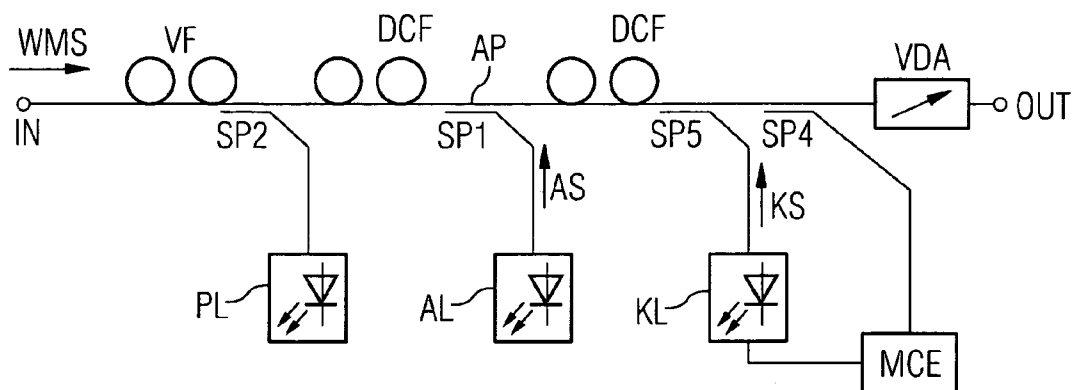 WMS
VF
DCF
AP
DCF
VDA
IN
SP2
SP1
SP5
SP4
OUT
AS
KS
PL
AL
KL
MCE